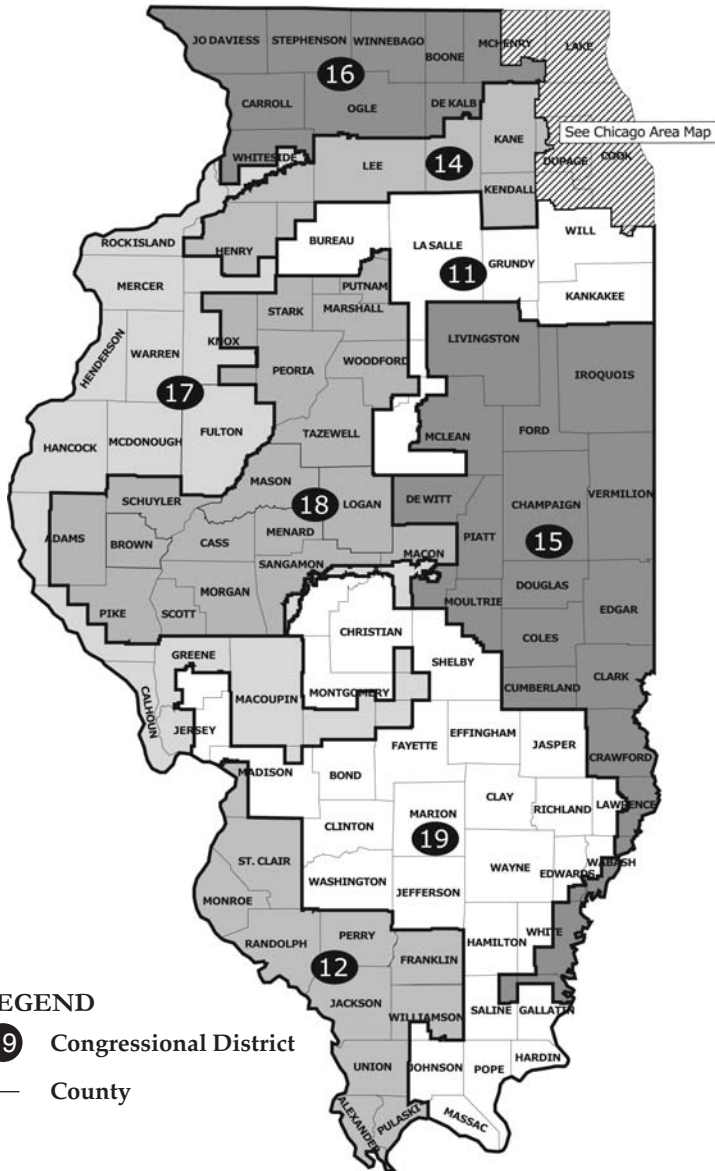 JO DAVIESS
STEPHENSON
WINNEBAGO
BOONE
MCHENRY
LAKE
16
CARROLL
OGLE
DE KALB
KANE
See Chicago Area Map
WHITESIDE
LEE
14
DUPAGE
COOK
KENDALL
ROCKISLAND
HENRY
BUREAU
LA SALLE
WILL
GRUNDY
11
MERCER
PUTNAM
KANKAKEE
STARK
MARSHALL
HENDERSON
WARREN
KNOX
LIVINGSTON
PEORIA
WOODFORD
IROQUOIS
17
HANCOCK
MCDONOUGH
FULTON
TAZEWELL
MCLEAN
FORD
MASON
SCHUYLER
18
LOGAN
DE WITT
CHAMPAIGN
VERMILION
ADAMS
BROWN
CASS
MENARD
PIATT
15
SANGAMON
MACON
PIKE
SCOTT
MORGAN
MOULTRIE
DOUGLAS
EDGAR
CHRISTIAN
COLES
GREENE
SHELBY
CALHOUN
MACOUPIN
MONTGOMERY
CUMBERLAND
CLARK
JERSEY
FAYETTE
EFFINGHAM
JASPER
CRAWFORD
MADISON
BOND
CLAY
RICHLAND
LAWRENCE
CLINTON
MARION
19
ST. CLAIR
WAYNE
EDWARDS
WABASH
WASHINGTON
JEFFERSON
MONROE
RANDOLPH
PERRY
HAMILTON
WHITE
12
FRANKLIN
JACKSON
WILLIAMSON
SALINE
GALLATIN
UNION
JOHNSON
POPE
HARDIN
ALEXANDER
PULASKI
MASSAC
EGEND
9 Congressional District
County